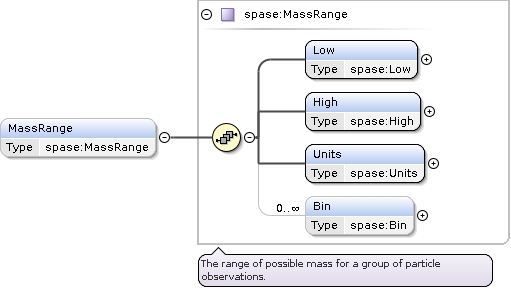 spase:MassRange
Low
Type spase:Low
High
Type spase:High
MassRange
Type spase:MassRange
Units
Type spase:Units
0..∞
Bin
Type spase:Bin
The range of possible mass for a group of particle
observations.